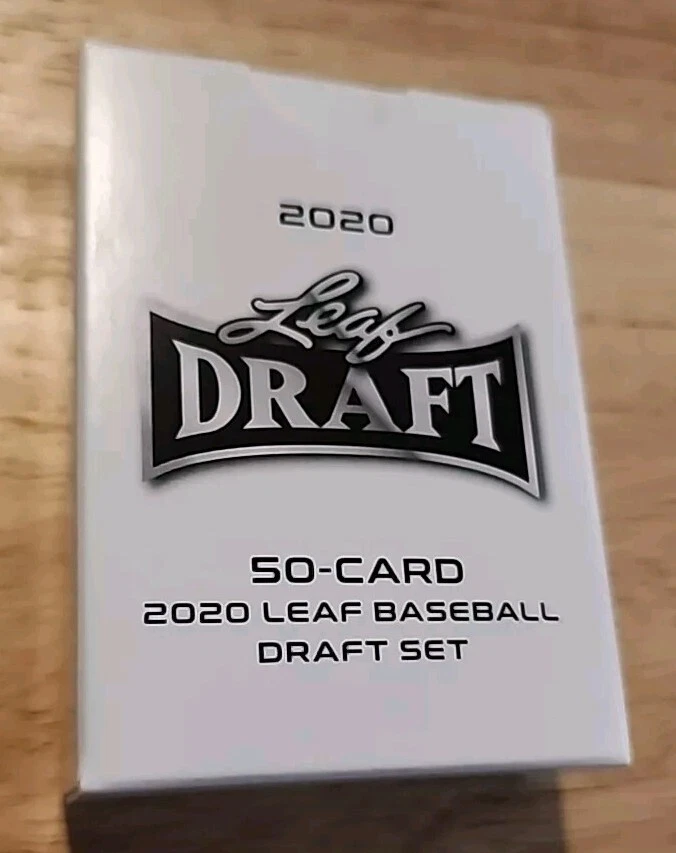 2020
Leaf
DRAFT
50-CARD
2020 LEAF BASEBALL
DRAFT SET